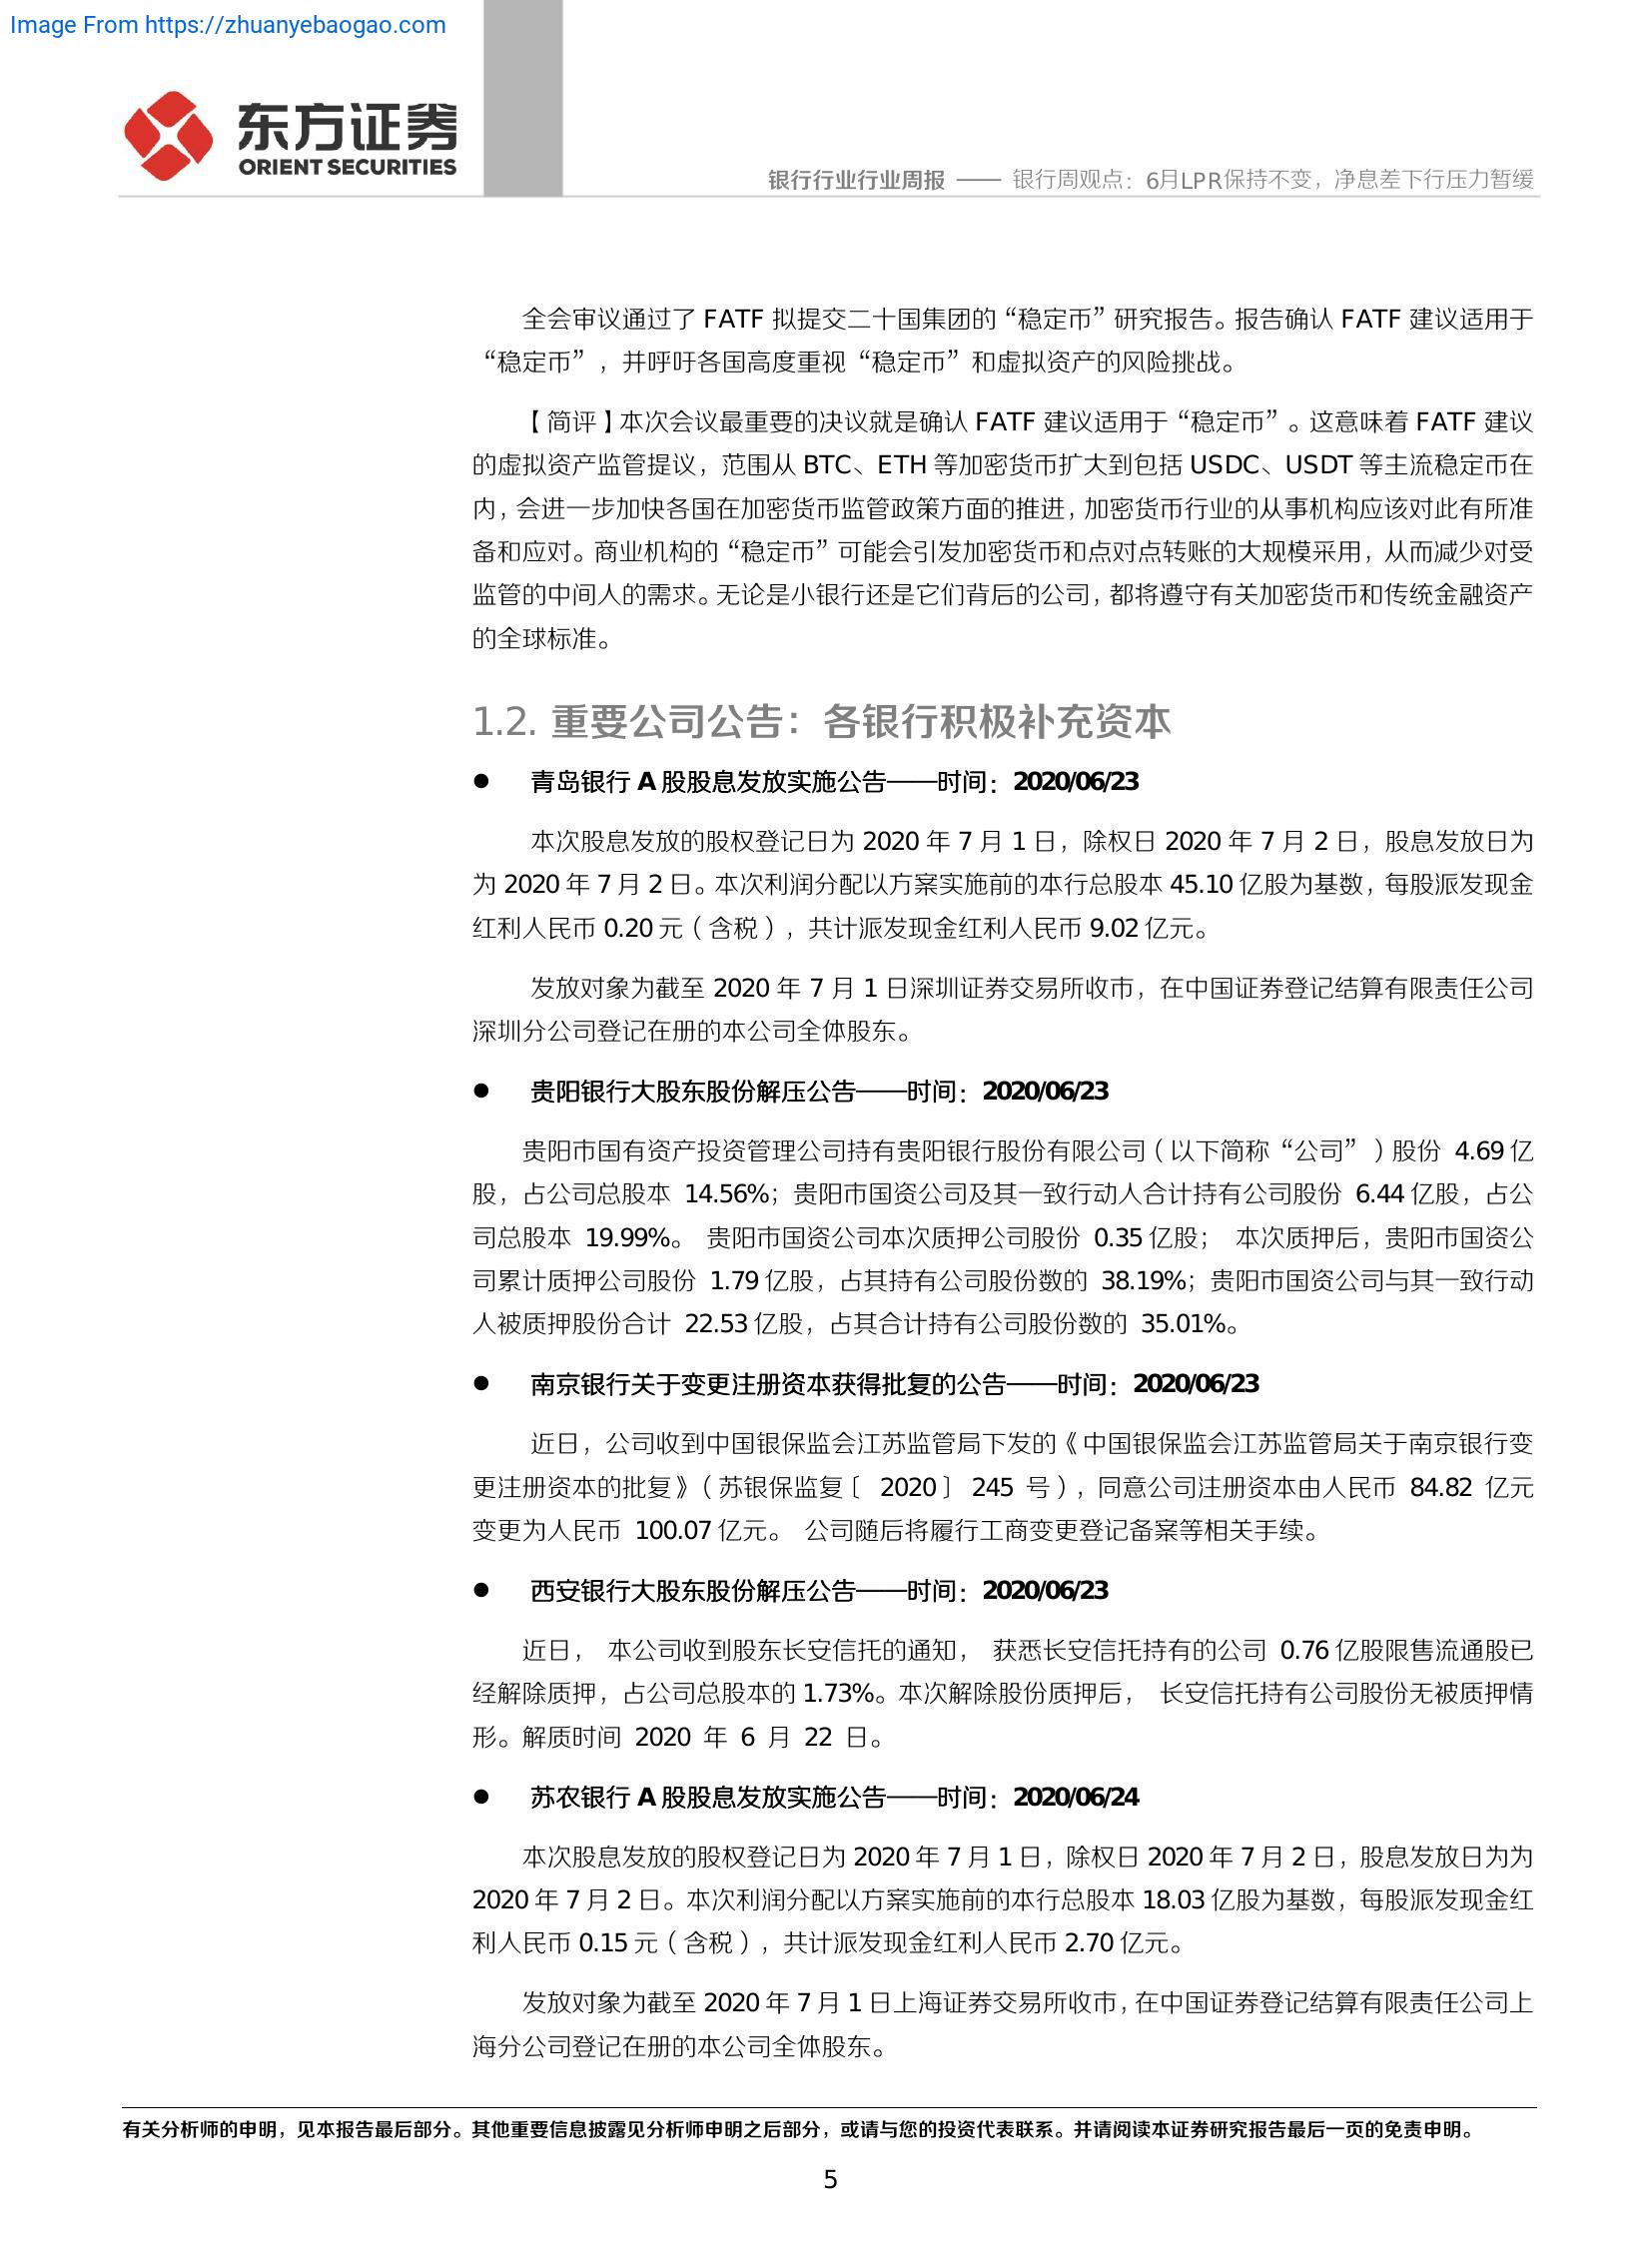 Image From https://zhuanyebaogao.com
东方证券
ORIENT SECURITIES
银行行业行业周报 —— 银行周观点：6月LPR保持不变，净息差下行压力暂缓
全会审议通过了 FATF 拟提交二十国集团的“稳定币”研究报告。报告确认 FATF 建议适用于
“稳定币”，并呼吁各国高度重视“稳定币”和虚拟资产的风险挑战。
【简评】本次会议最重要的决议就是确认 FATF 建议适用于“稳定币”。这意味着 FATF 建议
的虚拟资产监管提议，范围从 BTC、ETH 等加密货币扩大到包括 USDC、USDT 等主流稳定币在
内，会进一步加快各国在加密货币监管政策方面的推进，加密货币行业的从事机构应该对此有所准
备和应对。商业机构的“稳定币”可能会引发加密货币和点对点转账的大规模采用，从而减少对受
监管的中间人的需求。无论是小银行还是它们背后的公司，都将遵守有关加密货币和传统金融资产
的全球标准。
1.2. 重要公司公告：各银行积极补充资本
● 青岛银行 A 股股息发放实施公告——时间：2020/06/23
本次股息发放的股权登记日为 2020 年 7 月 1 日，除权日 2020 年 7 月 2 日，股息发放日为
为 2020 年 7 月 2 日。本次利润分配以方案实施前的本行总股本 45.10 亿股为基数，每股派发现金
红利人民币 0.20 元（含税），共计派发现金红利人民币 9.02 亿元。
发放对象为截至 2020 年 7 月 1 日深圳证券交易所收市，在中国证券登记结算有限责任公司
深圳分公司登记在册的本公司全体股东。
● 贵阳银行大股东股份解压公告——时间：2020/06/23
贵阳市国有资产投资管理公司持有贵阳银行股份有限公司（以下简称“公司”）股份 4.69 亿
股，占公司总股本 14.56%；贵阳市国资公司及其一致行动人合计持有公司股份 6.44 亿股，占公
司总股本 19.99%。 贵阳市国资公司本次质押公司股份 0.35 亿股； 本次质押后，贵阳市国资公
司累计质押公司股份 1.79 亿股，占其持有公司股份数的 38.19%；贵阳市国资公司与其一致行动
人被质押股份合计 22.53 亿股，占其合计持有公司股份数的 35.01%。
● 南京银行关于变更注册资本获得批复的公告——时间：2020/06/23
近日，公司收到中国银保监会江苏监管局下发的《中国银保监会江苏监管局关于南京银行变
更注册资本的批复》（苏银保监复〔 2020〕 245 号），同意公司注册资本由人民币 84.82 亿元
变更为人民币 100.07 亿元。 公司随后将履行工商变更登记备案等相关手续。
● 西安银行大股东股份解压公告——时间：2020/06/23
近日， 本公司收到股东长安信托的通知， 获悉长安信托持有的公司 0.76 亿股限售流通股已
经解除质押，占公司总股本的 1.73%。本次解除股份质押后， 长安信托持有公司股份无被质押情
形。解质时间 2020 年 6 月 22 日。
● 苏农银行 A 股股息发放实施公告——时间：2020/06/24
本次股息发放的股权登记日为 2020 年 7 月 1 日，除权日 2020 年 7 月 2 日，股息发放日为为
2020 年 7 月 2 日。本次利润分配以方案实施前的本行总股本 18.03 亿股为基数，每股派发现金红
利人民币 0.15 元（含税），共计派发现金红利人民币 2.70 亿元。
发放对象为截至 2020 年 7 月 1 日上海证券交易所收市，在中国证券登记结算有限责任公司上
海分公司登记在册的本公司全体股东。
有关分析师的申明，见本报告最后部分。其他重要信息披露见分析师申明之后部分，或请与您的投资代表联系。并请阅读本证券研究报告最后一页的免责申明。
5